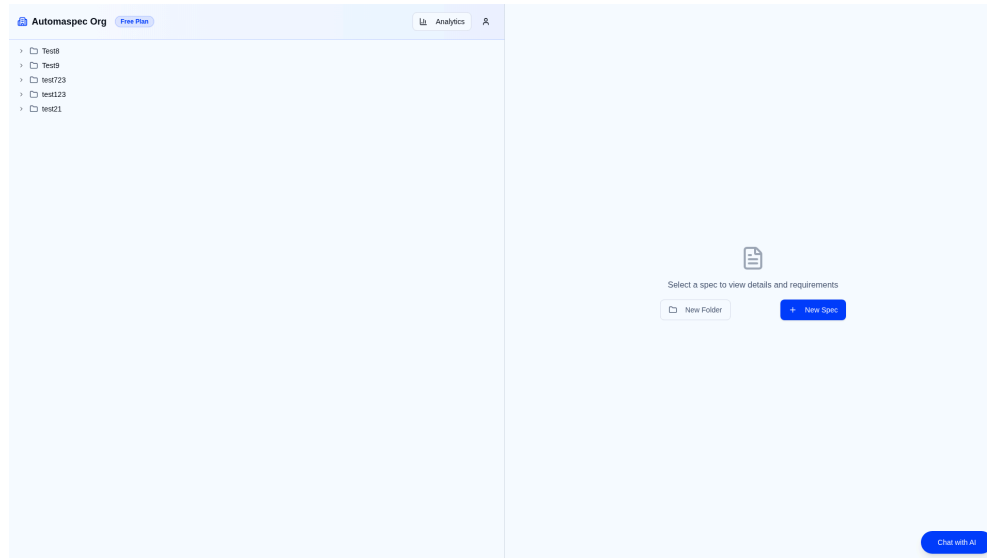 Automaspec Org Free Plan Analytics
Test8
Test9
test723
test123
test21
Select a spec to view details and requirements
New Folder New Spec
Chat with AI